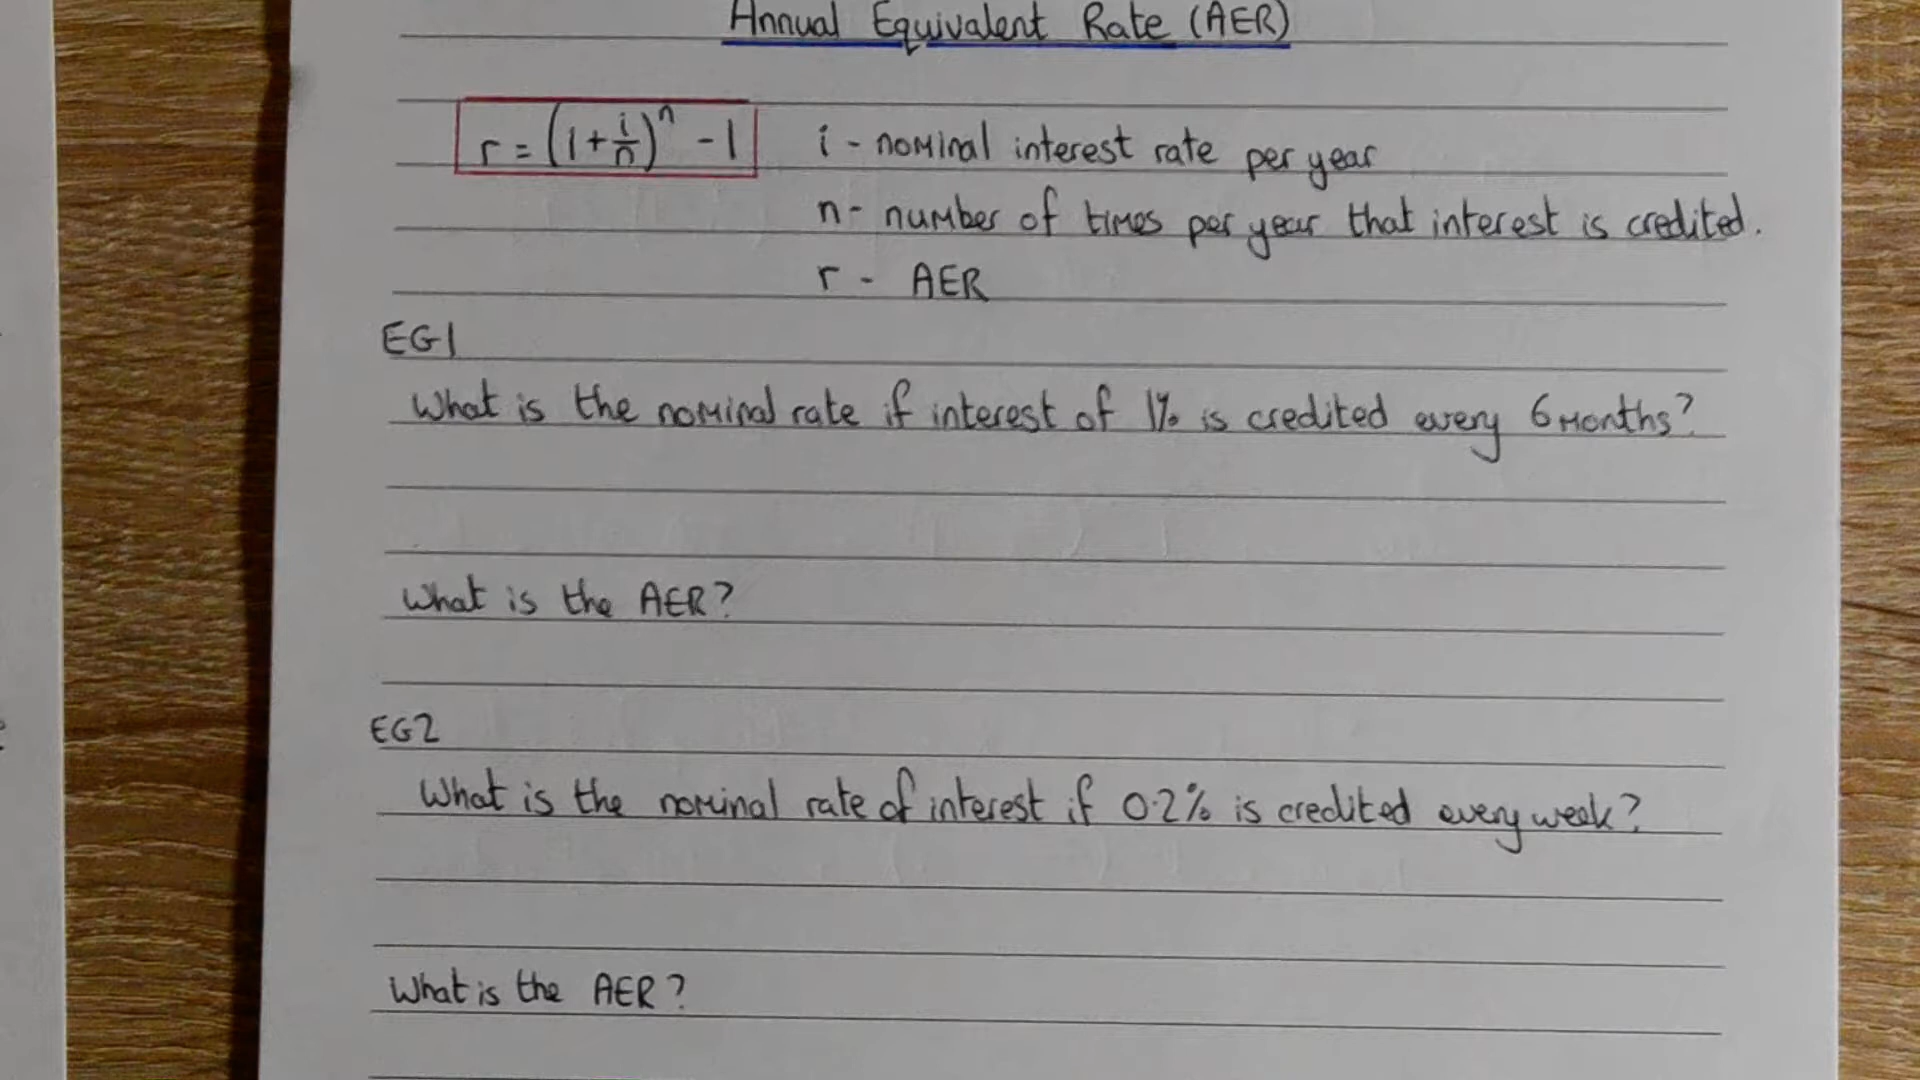 Annual Equivalent Rate (AER)
r = (1 + i/n)^n - 1 i - nominal interest rate per year
n - number of times per year that interest is credited.
r - AER
EG1
What is the nominal rate if interest of 1% is credited every 6 months?
What is the AER?
EG2
What is the nominal rate of interest if 0.2% is credited every week?
What is the AER?